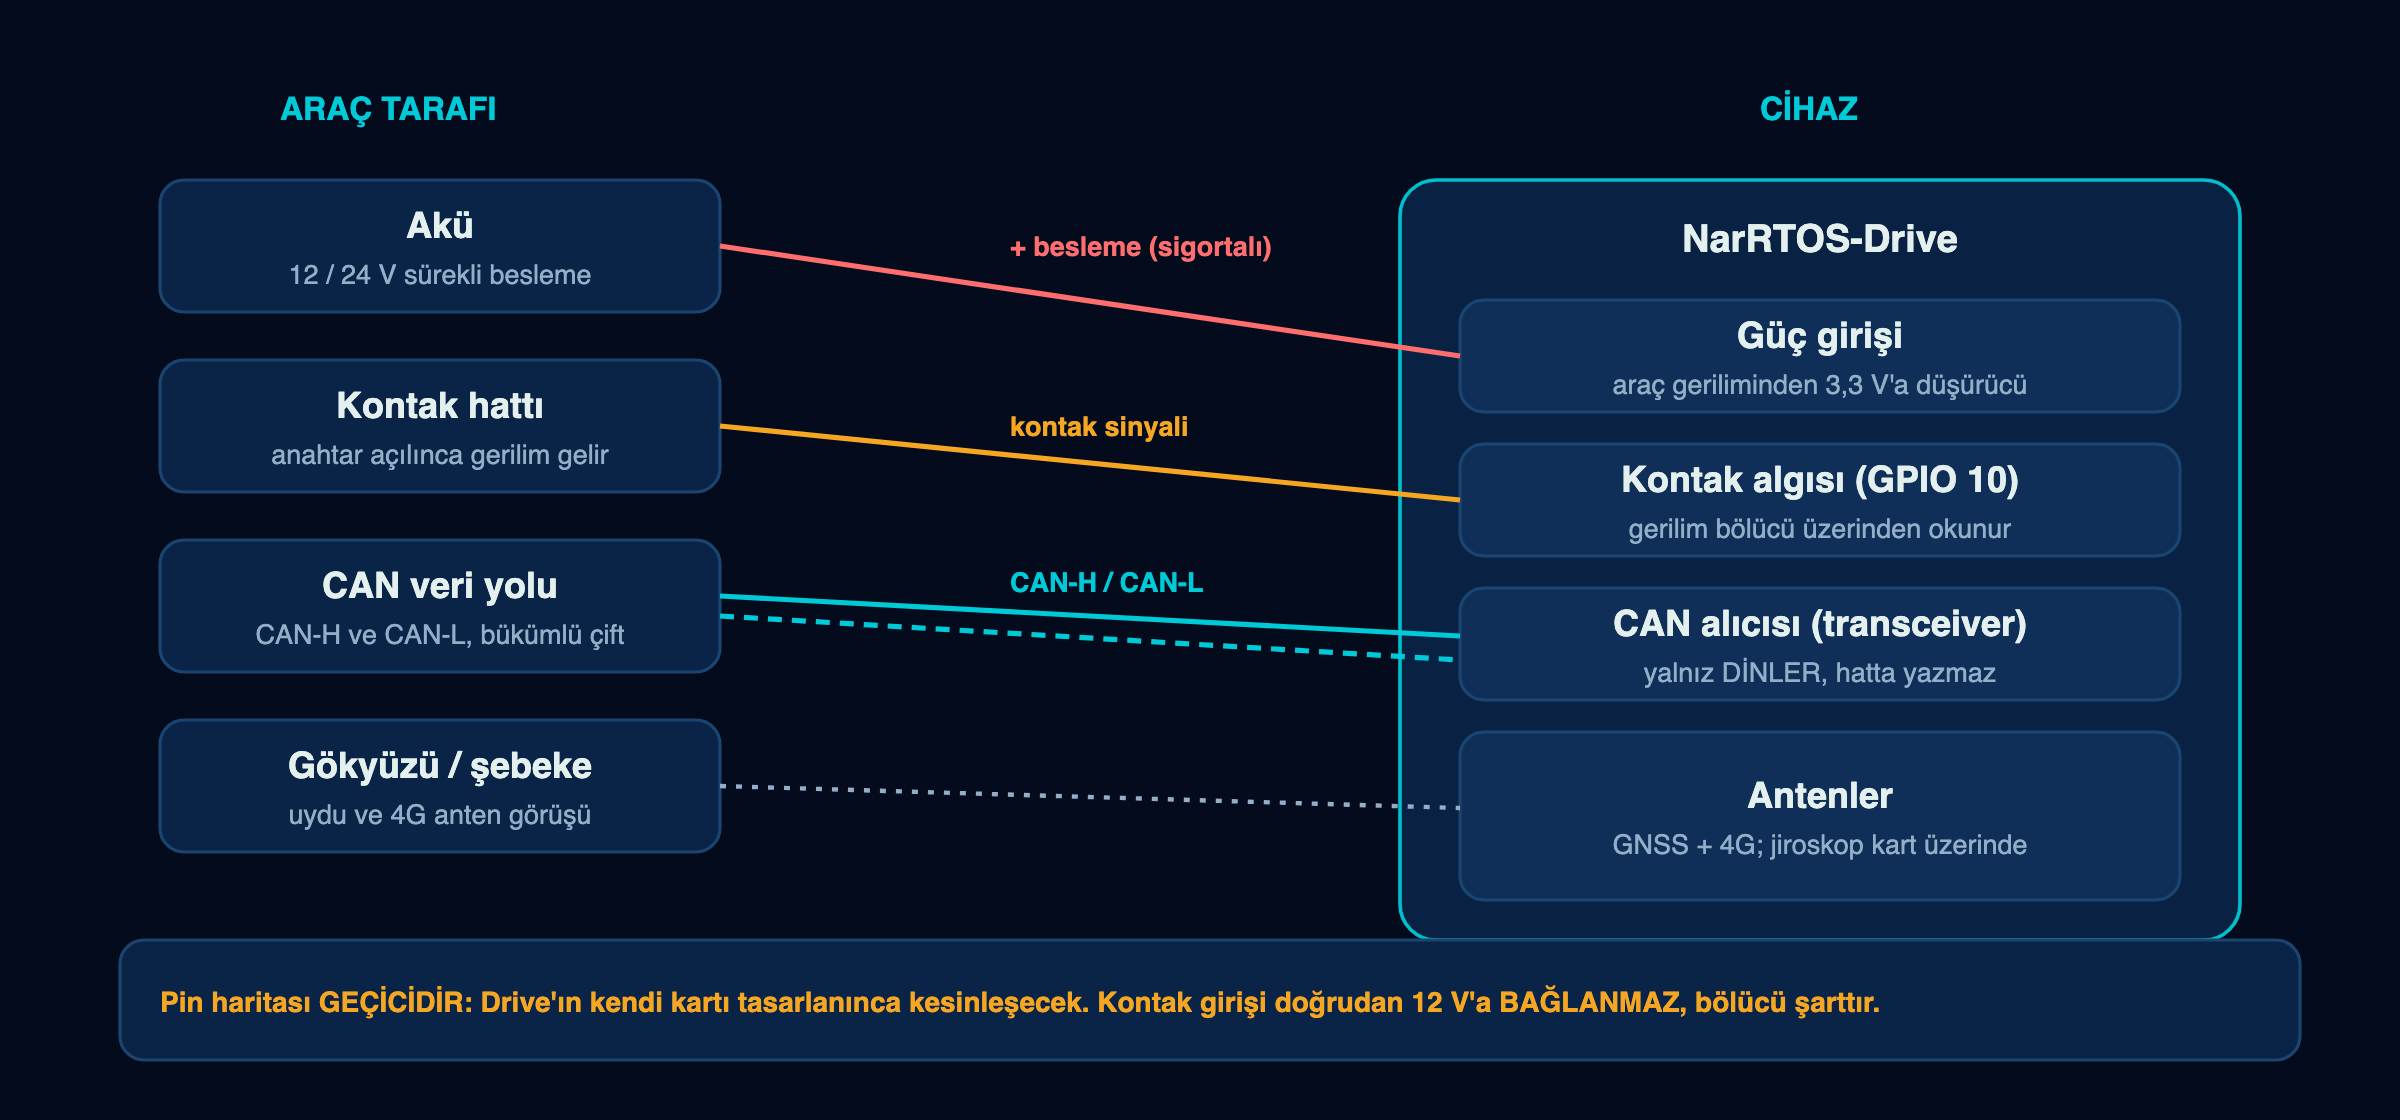 ARAÇ TARAFI
CİHAZ
Akü
12 / 24 V sürekli besleme
+ besleme (sigortalı)
NarRTOS-Drive
Güç girişi
araç geriliminden 3,3 V'a düşürücü
Kontak hattı
anahtar açılınca gerilim gelir
kontak sinyali
Kontak algısı (GPIO 10)
gerilim bölücü üzerinden okunur
CAN veri yolu
CAN-H ve CAN-L, bükümlü çift
CAN-H / CAN-L
CAN alıcısı (transceiver)
yalnız DİNLER, hatta yazmaz
Gökyüzü / şebeke
uydu ve 4G anten görüşü
Antenler
GNSS + 4G; jiroskop kart üzerinde
Pin haritası GEÇİCİDİR: Drive'ın kendi kartı tasarlanınca kesinleşecek. Kontak girişi doğrudan 12 V'a BAĞLANMAZ, bölücü şarttır.